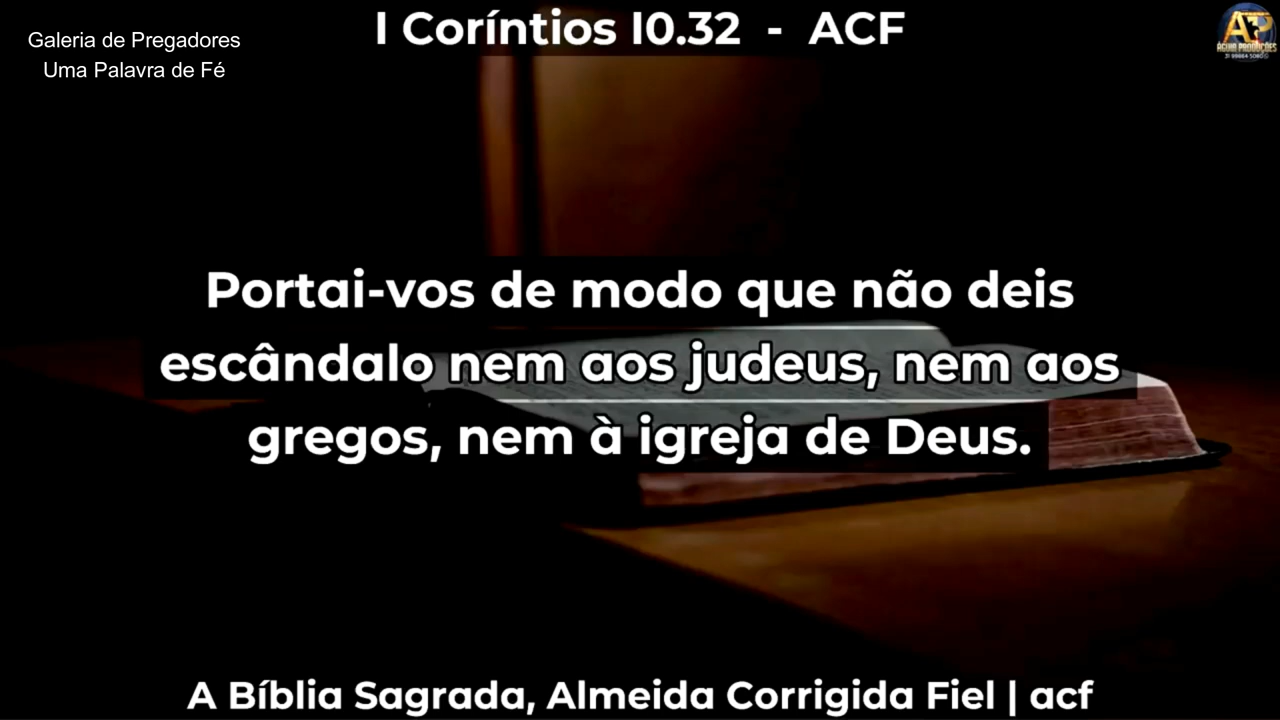 I Coríntios I0.32 - ACF
Galeria de Pregadores
Uma Palavra de Fé
Portai-vos de modo que não deis
escândalo nem aos judeus, nem aos
gregos, nem à igreja de Deus.
A Bíblia Sagrada, Almeida Corrigida Fiel | acf